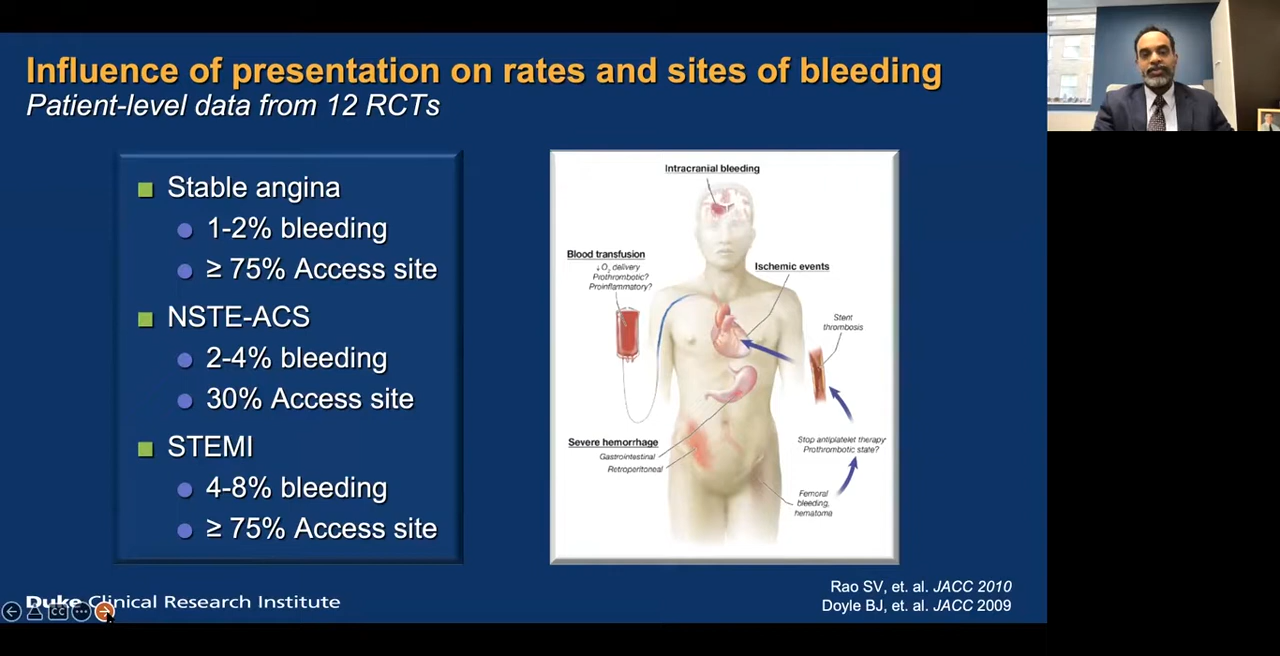 Influence of presentation on rates and sites of bleeding
Patient-level data from 12 RCTs
Stable angina
1-2% bleeding
≥ 75% Access site
NSTE-ACS
2-4% bleeding
30% Access site
STEMI
4-8% bleeding
≥ 75% Access site
Intracranial bleeding
Blood transfusion
↓O₂ delivery
Prothrombotic?
Proinflammatory?
Ischemic events
Stent
thrombosis
Severe hemorrhage
Gastrointestinal
Retroperitoneal
Stop antiplatelet therapy
Prothrombotic state?
Femoral
bleeding,
hematoma
Rao SV, et. al. JACC 2010
Doyle BJ, et. al. JACC 2009
Duke Clinical Research Institute
CC